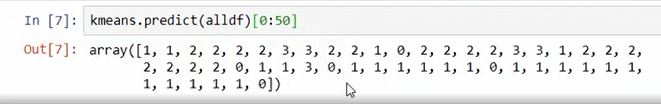 In [7]: kmeans.predict(alldf)[0:50]
Out[7]: array([1, 1, 2, 2, 2, 2, 3, 3, 2, 2, 1, 0, 2, 2, 2, 2, 3, 3, 1, 2, 2, 2,
2, 2, 2, 2, 0, 1, 1, 3, 0, 1, 1, 1, 1, 1, 1, 0, 1, 1, 1, 1, 1, 1,
1, 1, 1, 1, 1, 0])